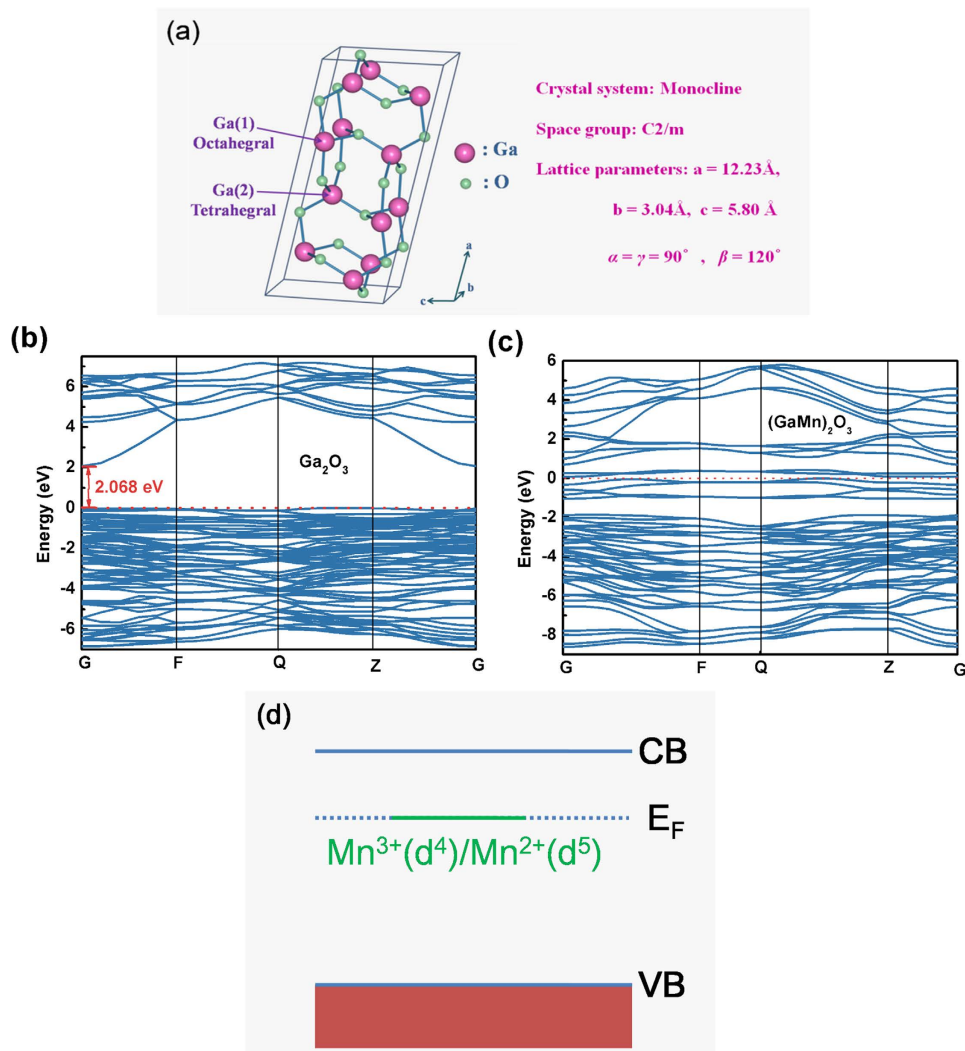 (a)
Ga(1)
Octahegral
Ga(2)
Tetrahegral
: Ga
: O
a
b
c
Crystal system: Monocline
Space group: C2/m
Lattice parameters: a = 12.23Å,
b = 3.04Å, c = 5.80 Å
α = γ = 90° , β = 120°
(b)
Energy (eV)
6
4
2
0
-2
-4
-6
2.068 eV
Ga₂O₃
G F Q Z G
(c)
Energy (eV)
6
4
2
0
-2
-4
-6
-8
(GaMn)₂O₃
G F Q Z G
(d)
CB
E_F
Mn³⁺(d⁴)/Mn²⁺(d⁵)
VB